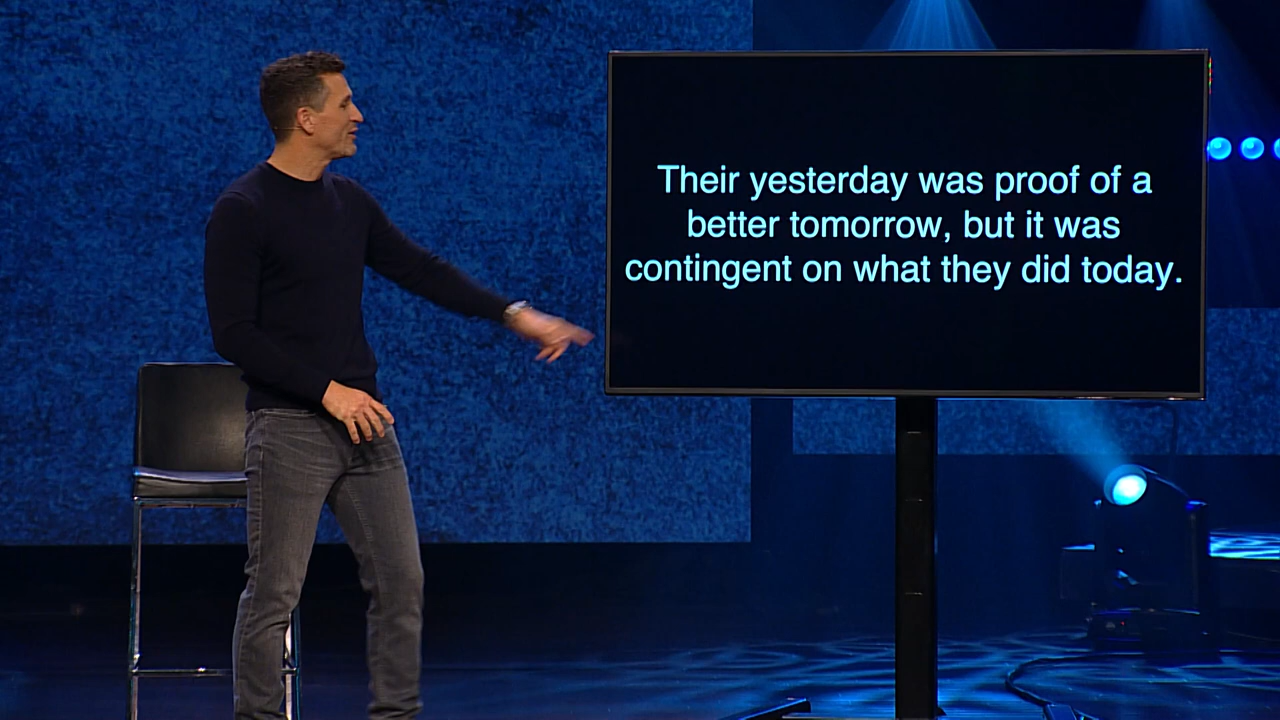 Their yesterday was proof of a
better tomorrow, but it was
contingent on what they did today.